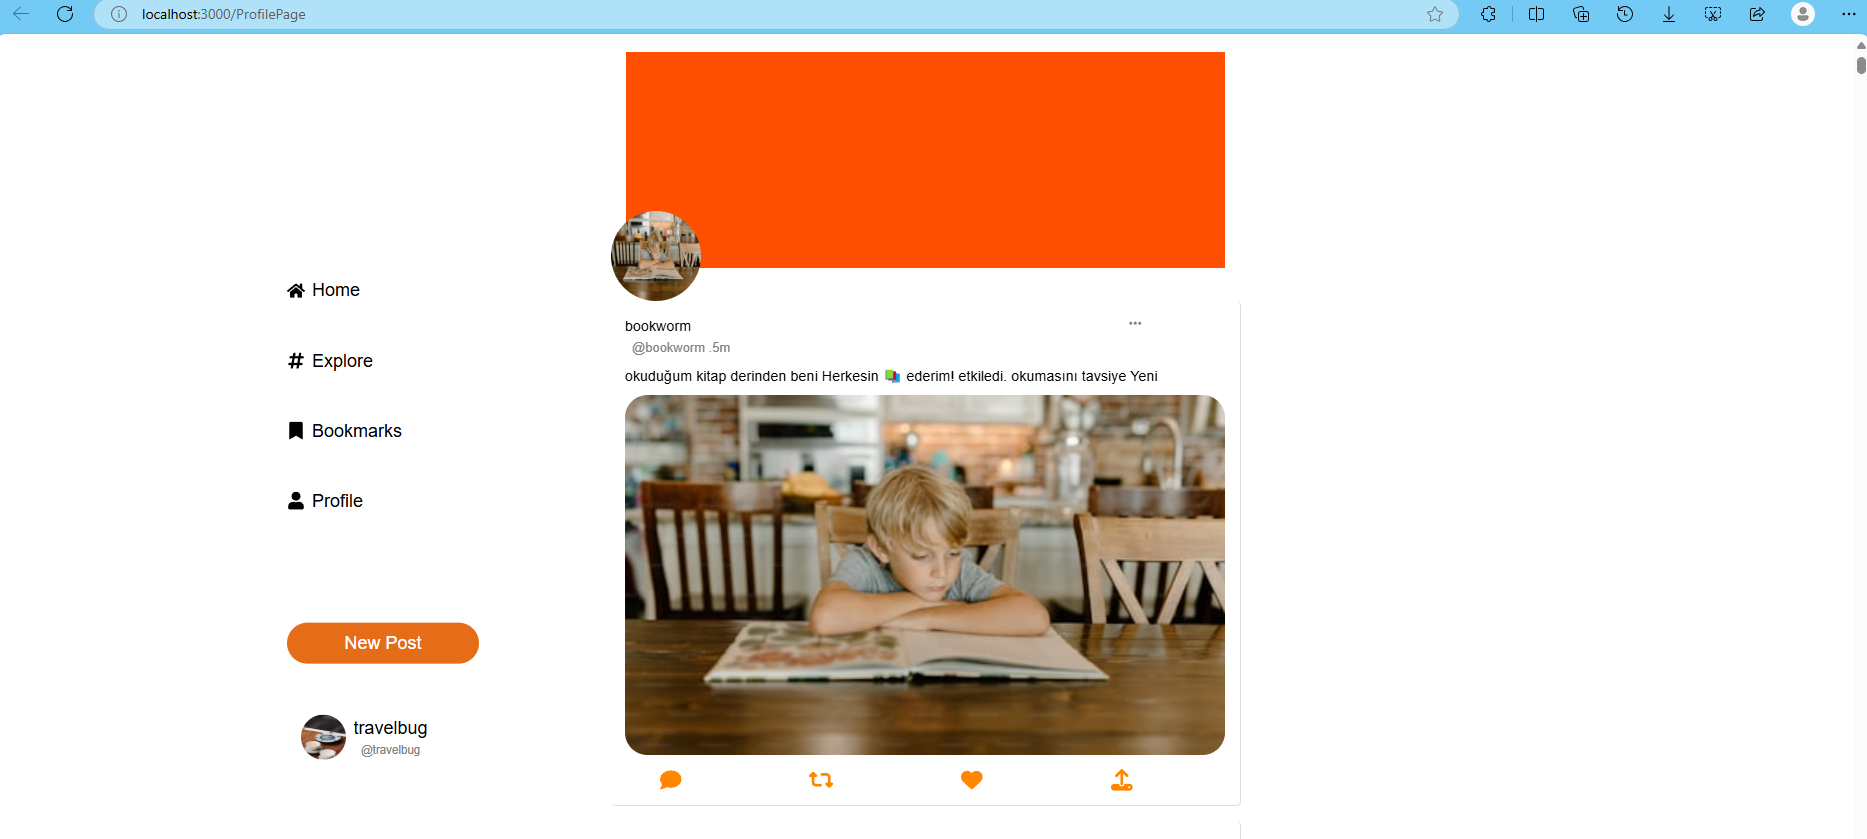 localhost:3000/ProfilePage
Home
Explore
Bookmarks
Profile
New Post
travelbug
@travelbug
bookworm
@bookworm .5m
okuduğum kitap derinden beni Herkesin 📚 ederim! etkiledi. okumasını tavsiye Yeni